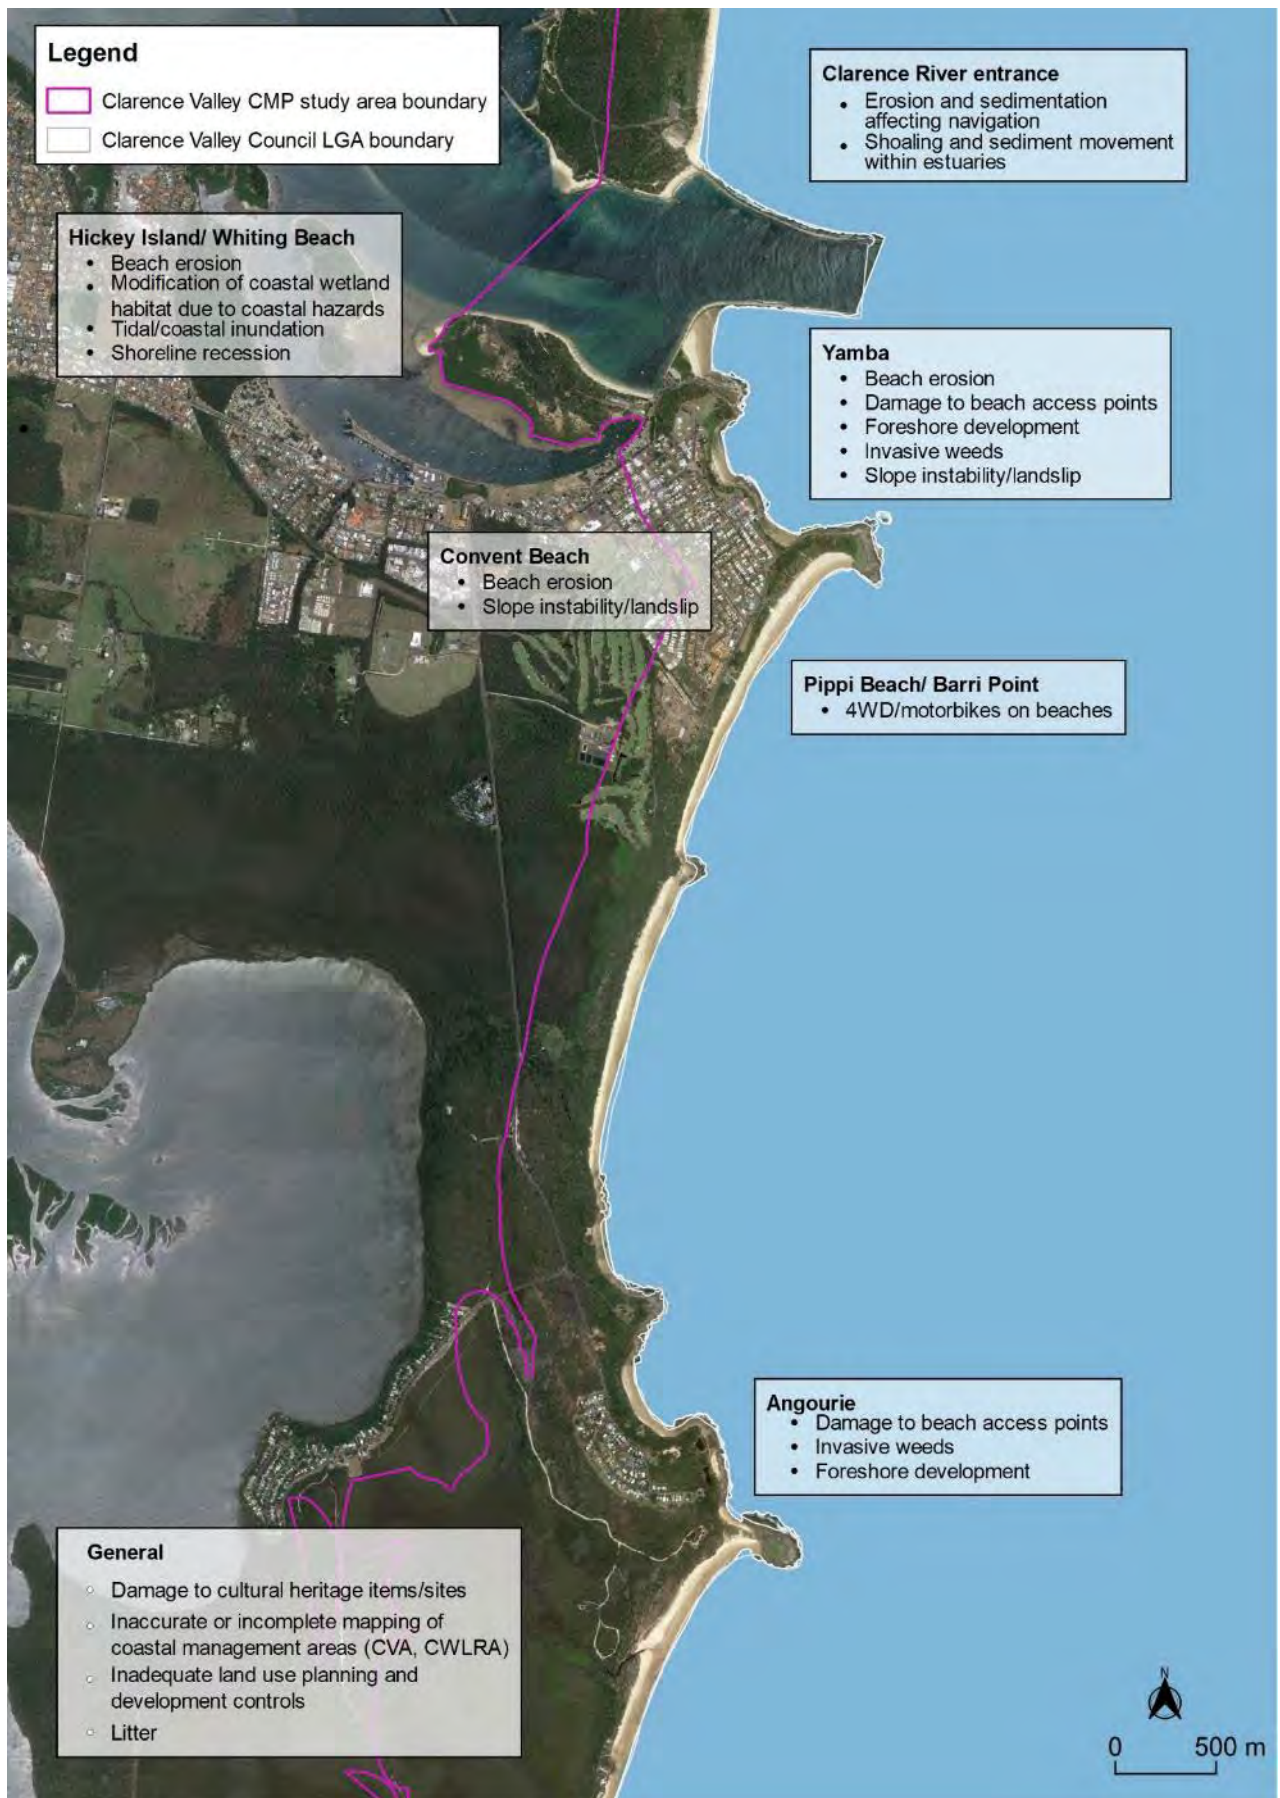 Legend
Clarence Valley CMP study area boundary
Clarence Valley Council LGA boundary
Clarence River entrance
• Erosion and sedimentation
affecting navigation
• Shoaling and sediment movement
within estuaries
Hickey Island/ Whiting Beach
• Beach erosion
• Modification of coastal wetland
habitat due to coastal hazards
• Tidal/coastal inundation
• Shoreline recession
Yamba
• Beach erosion
• Damage to beach access points
• Foreshore development
• Invasive weeds
• Slope instability/landslip
Convent Beach
• Beach erosion
• Slope instability/landslip
Pippi Beach/ Barri Point
• 4WD/motorbikes on beaches
Angourie
• Damage to beach access points
• Invasive weeds
• Foreshore development
General
◦ Damage to cultural heritage items/sites
◦ Inaccurate or incomplete mapping of
coastal management areas (CVA, CWLRA)
◦ Inadequate land use planning and
development controls
◦ Litter
N
0 500 m